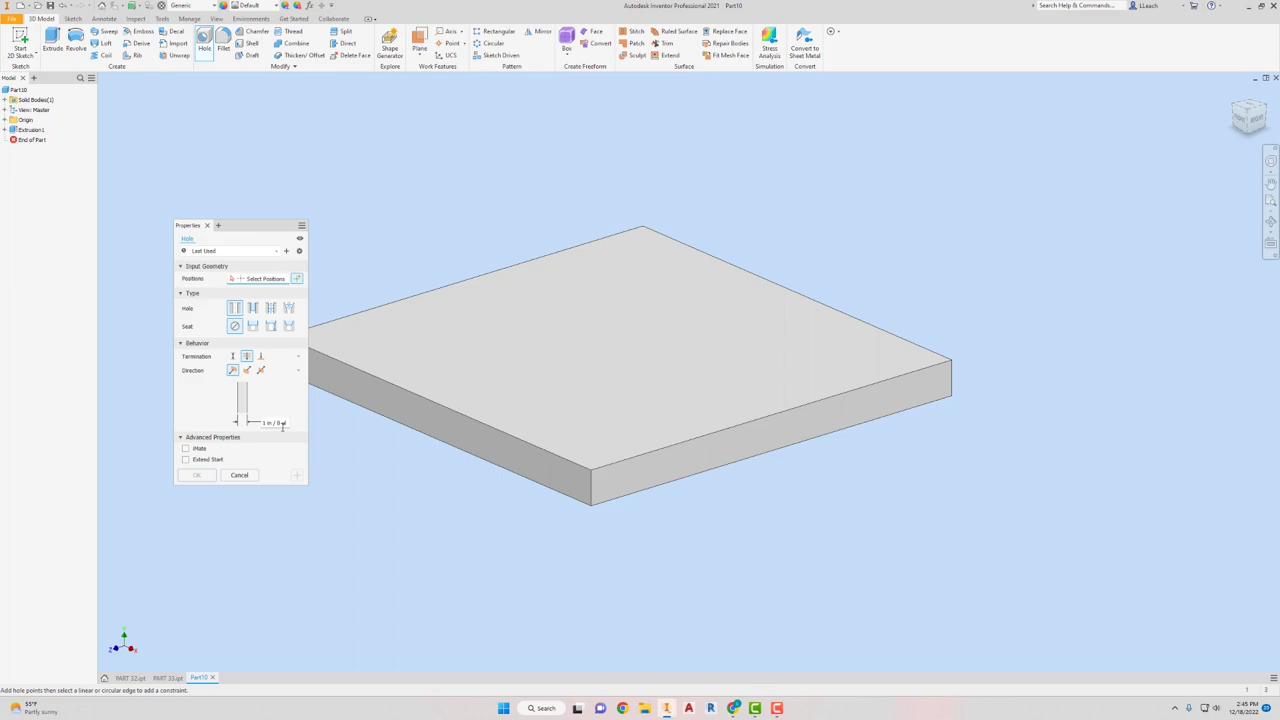 Generic
Default
Autodesk Inventor Professional 2021  Part10
Search Help & Commands...
LLeach
File
3D Model
Sketch
Annotate
Inspect
Tools
Manage
View
Environments
Get Started
Collaborate
Start
2D Sketch
Extrude
Revolve
Sweep
Emboss
Decal
Loft
Derive
Import
Coil
Rib
Unwrap
Hole
Fillet
Chamfer
Thread
Split
Shell
Combine
Direct
Draft
Thicken/ Offset
Delete Face
Shape
Generator
Plane
Axis
Point
UCS
Rectangular
Mirror
Circular
Sketch Driven
Box
Face
Convert
Stitch
Ruled Surface
Replace Face
Patch
Trim
Repair Bodies
Sculpt
Extend
Fit Mesh Face
Stress
Analysis
Convert to
Sheet Metal
Sketch
Create
Modify
Explore
Work Features
Pattern
Create Freeform
Surface
Simulation
Convert
Model
Part10
Solid Bodies(1)
View: Master
Origin
Extrusion1
End of Part
FRONT
RIGHT
Properties
Hole
Last Used
Input Geometry
Positions
Select Positions
Type
Hole
Seat
Behavior
Termination
Direction
Advanced Properties
iMate
Extend Start
OK
Cancel
Y
Z
X
PART 32.ipt
PART 33.ipt
Part10
Add hole points then select a linear or circular edge to add a constraint.
1
3
55°F
Partly sunny
Search
2:45 PM
12/18/2022